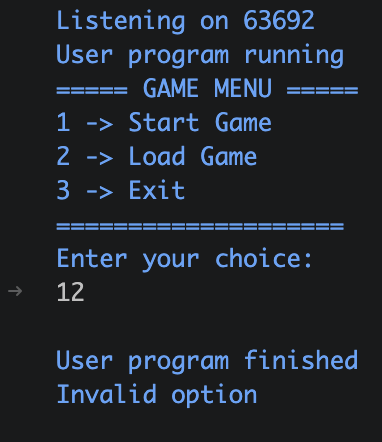 Listening on 63692
User program running
===== GAME MENU =====
1 -> Start Game
2 -> Load Game
3 -> Exit
====================
Enter your choice:
→ 12
User program finished
Invalid option